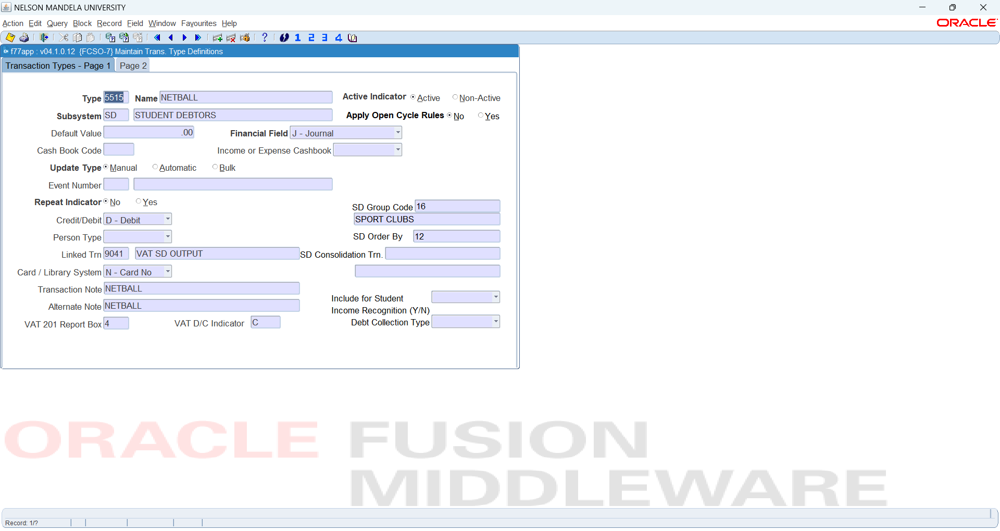 NELSON MANDELA UNIVERSITY
Action Edit Query Block Record Field Window Favourites Help
ORACLE
1 2 3 4
f77app : v04.1.0.12 {FCSO-7} Maintain Trans. Type Definitions
Transaction Types - Page 1 Page 2
Type 5515 Name NETBALL Active Indicator Active Non-Active
Subsystem SD STUDENT DEBTORS Apply Open Cycle Rules No Yes
Default Value .00 Financial Field J - Journal
Cash Book Code Income or Expense Cashbook
Update Type Manual Automatic Bulk
Event Number
Repeat Indicator No Yes
SD Group Code 16
Credit/Debit D - Debit SPORT CLUBS
Person Type SD Order By 12
Linked Trn 9041 VAT SD OUTPUT SD Consolidation Trn.
Card / Library System N - Card No
Transaction Note NETBALL
Include for Student
Alternate Note NETBALL
Income Recognition (Y/N)
VAT 201 Report Box 4 VAT D/C Indicator C Debt Collection Type
ORACLE FUSION
MIDDLEWARE
Record: 1/?